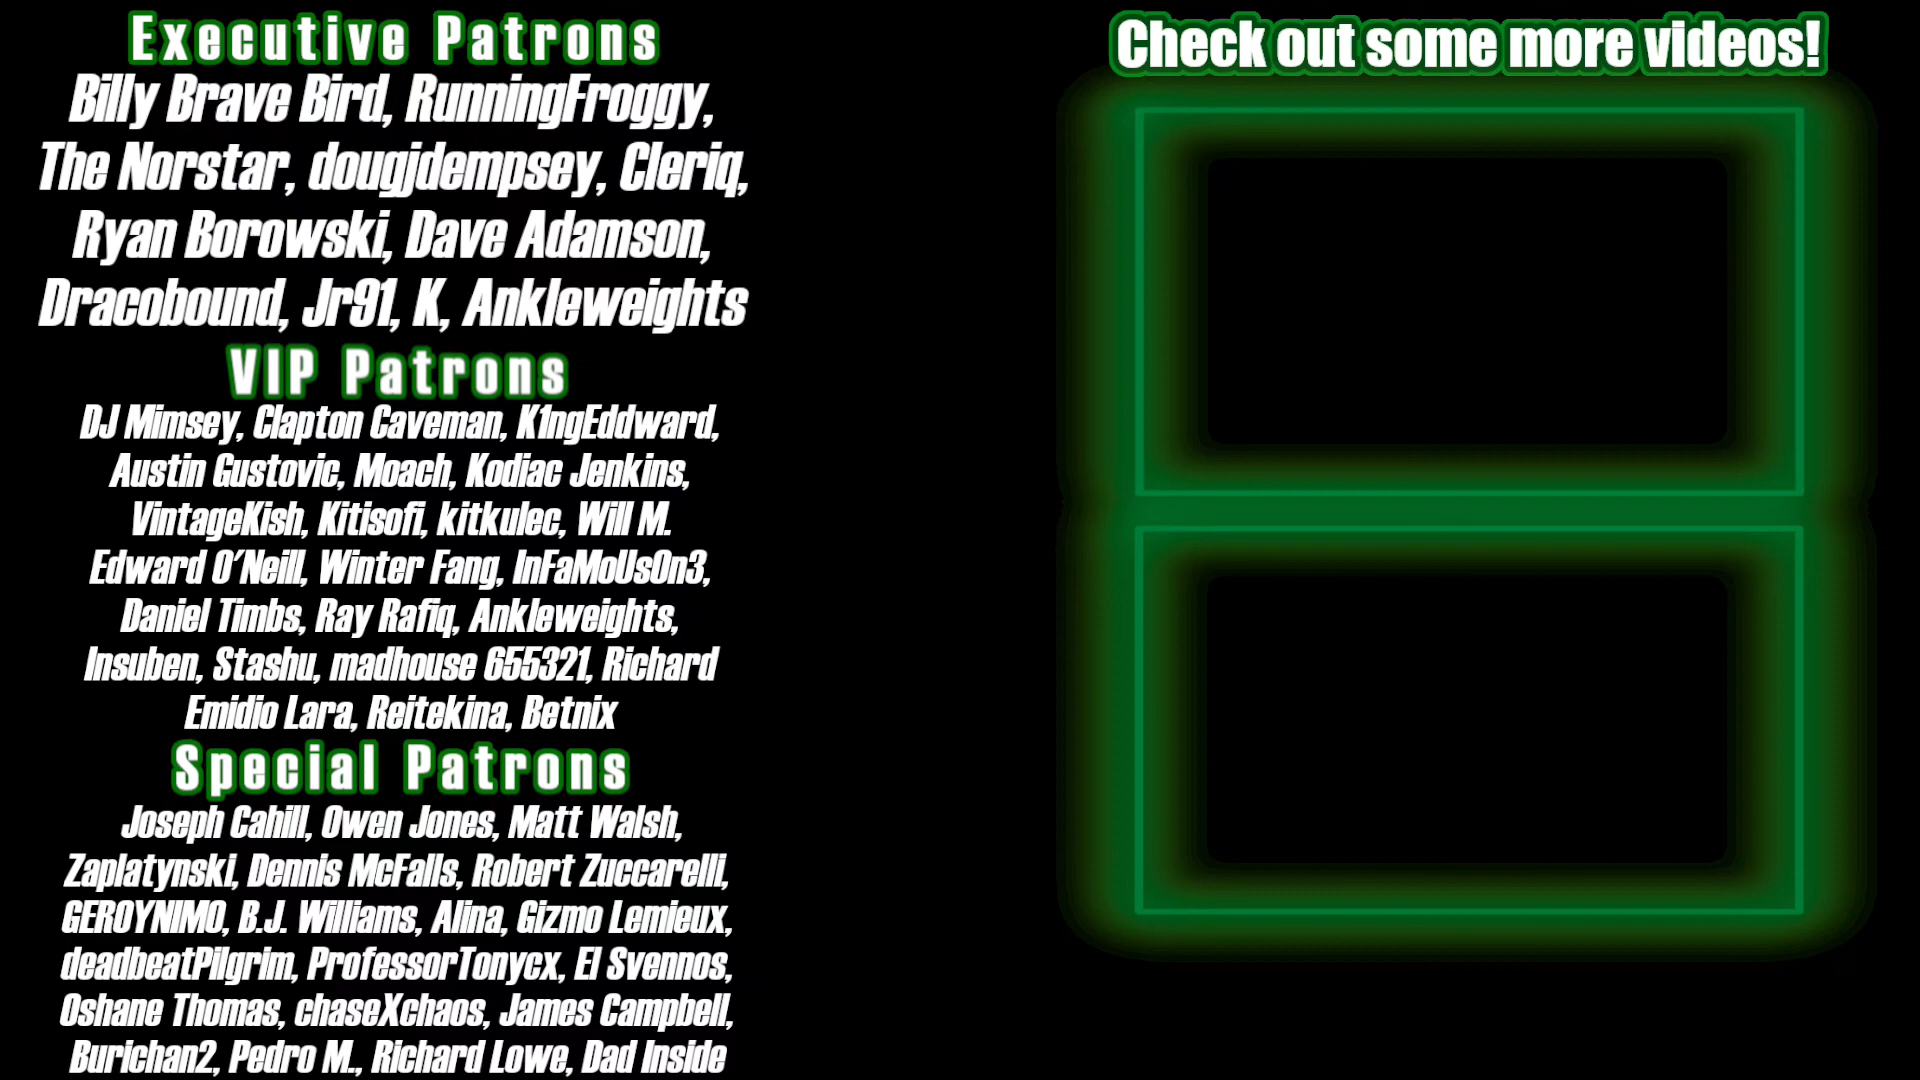 Executive Patrons
Billy Brave Bird, RunningFroggy,
The Norstar, dougjdempsey, Cleriq,
Ryan Borowski, Dave Adamson,
Dracobound, Jr91, K, Ankleweights
VIP Patrons
DJ Mimsey, Clapton Caveman, K1ngEddward,
Austin Gustovic, Moach, Kodiac Jenkins,
VintageKish, Kitisofi, kitkulec, Will M.
Edward O'Neill, Winter Fang, InFaMoUsOn3,
Daniel Timbs, Ray Rafiq, Ankleweights,
Insuben, Stashu, madhouse 655321, Richard
Emidio Lara, Reitekina, Betnix
Special Patrons
Joseph Cahill, Owen Jones, Matt Walsh,
Zaplatynski, Dennis McFalls, Robert Zuccarelli,
GEROYNIMO, B.J. Williams, Alina, Gizmo Lemieux,
deadbeatPilgrim, ProfessorTonycx, El Svennos,
Oshane Thomas, chaseXchaos, James Campbell,
Burichan2, Pedro M., Richard Lowe, Dad Inside
Check out some more videos!